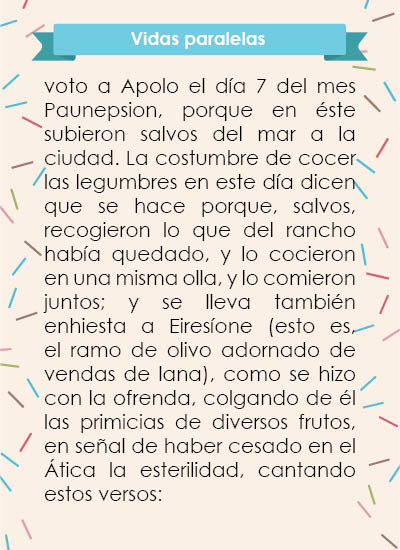 Vidas paralelas
voto a Apolo el día 7 del mes
Paunepsion, porque en éste
subieron salvos del mar a la
ciudad. La costumbre de cocer
las legumbres en este día dicen
que se hace porque, salvos,
recogieron lo que del rancho
había quedado, y lo cocieron
en una misma olla, y lo comieron
juntos; y se lleva también
enhiesta a Eiresíone (esto es,
el ramo de olivo adornado de
vendas de lana), como se hizo
con la ofrenda, colgando de él
las primicias de diversos frutos,
en señal de haber cesado en el
Ática la esterilidad, cantando
estos versos: